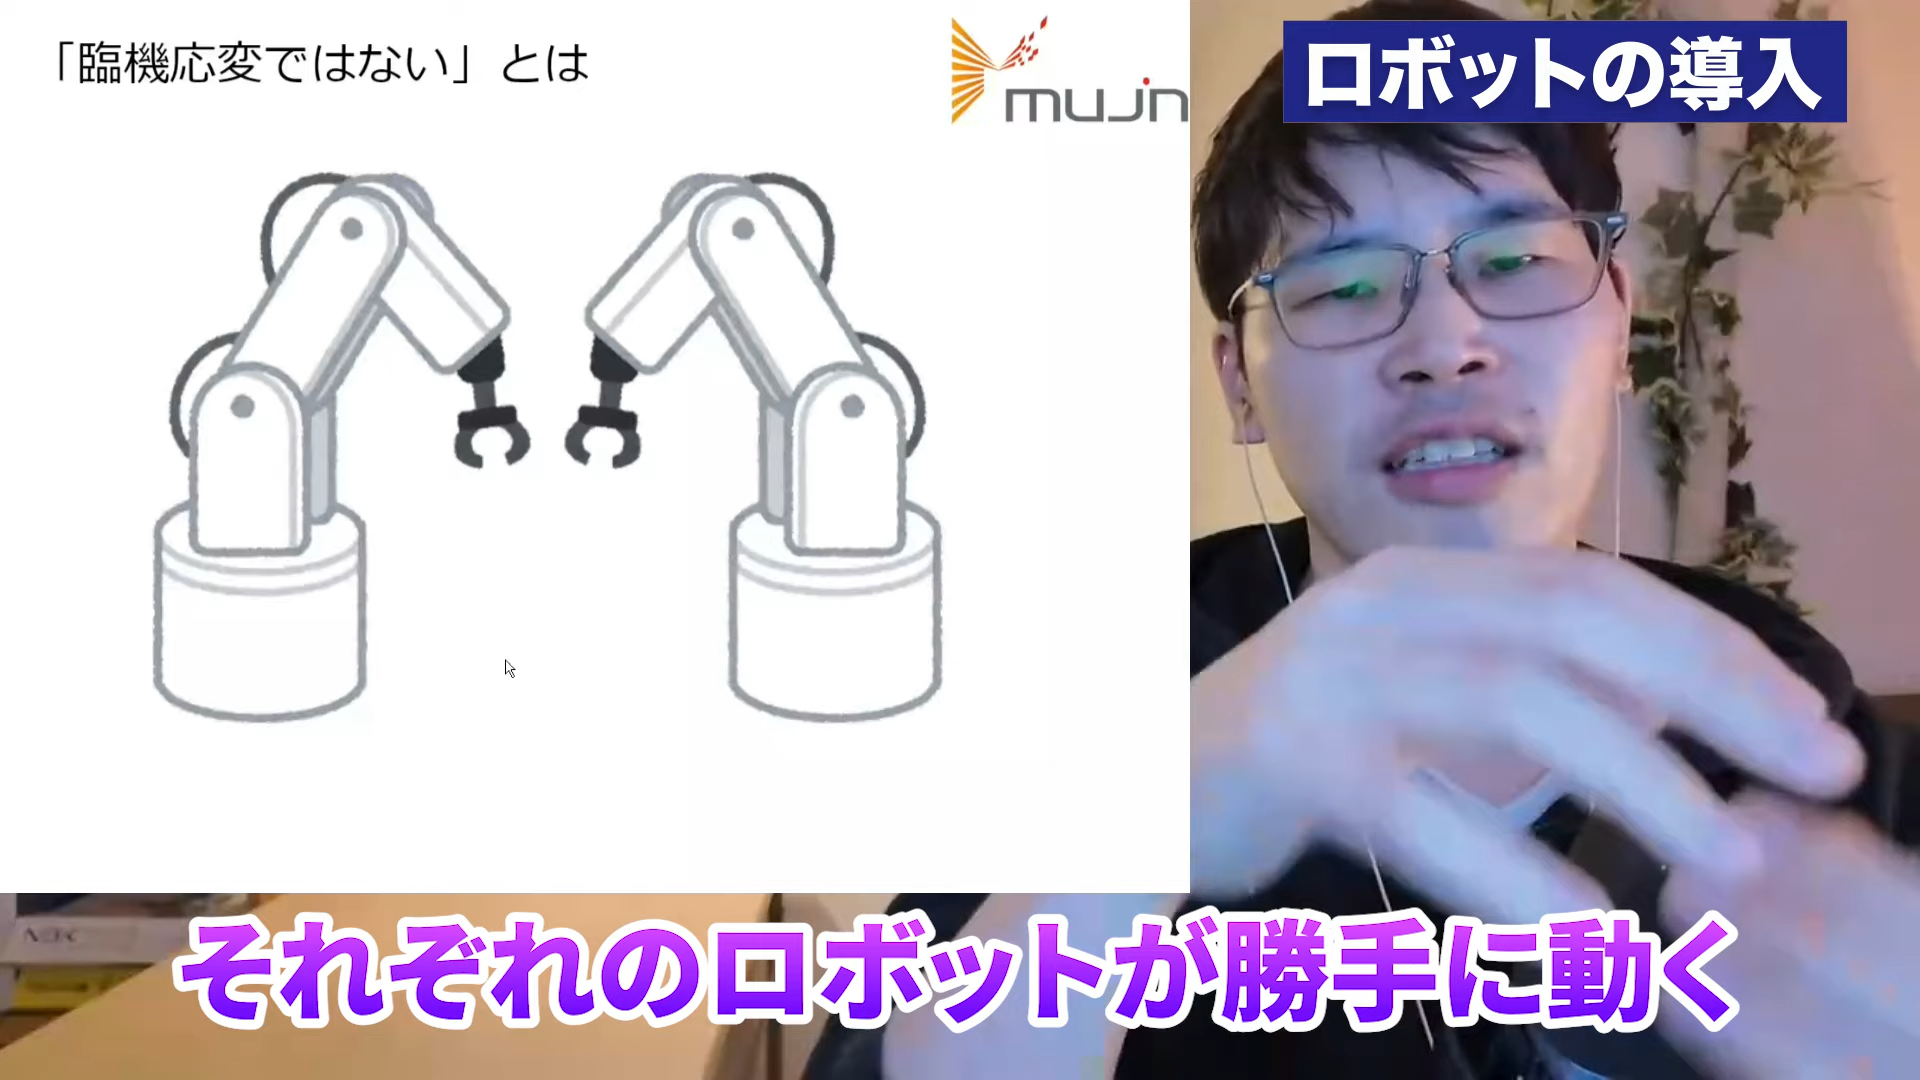 「臨機応変ではない」とは
mujin
ロボットの導入
それぞれのロボットが勝手に動く